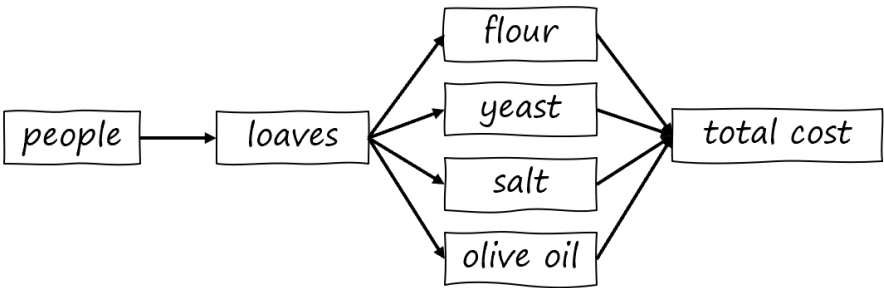 people
loaves
flour
yeast
salt
olive oil
total cost